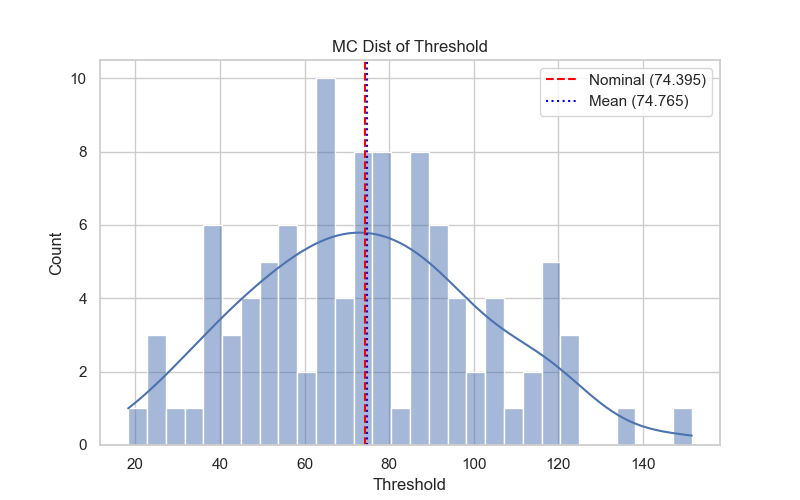 MC Dist of Threshold
Nominal (74.395)
Mean (74.765)
Count
10
8
6
4
2
0
20 40 60 80 100 120 140
Threshold